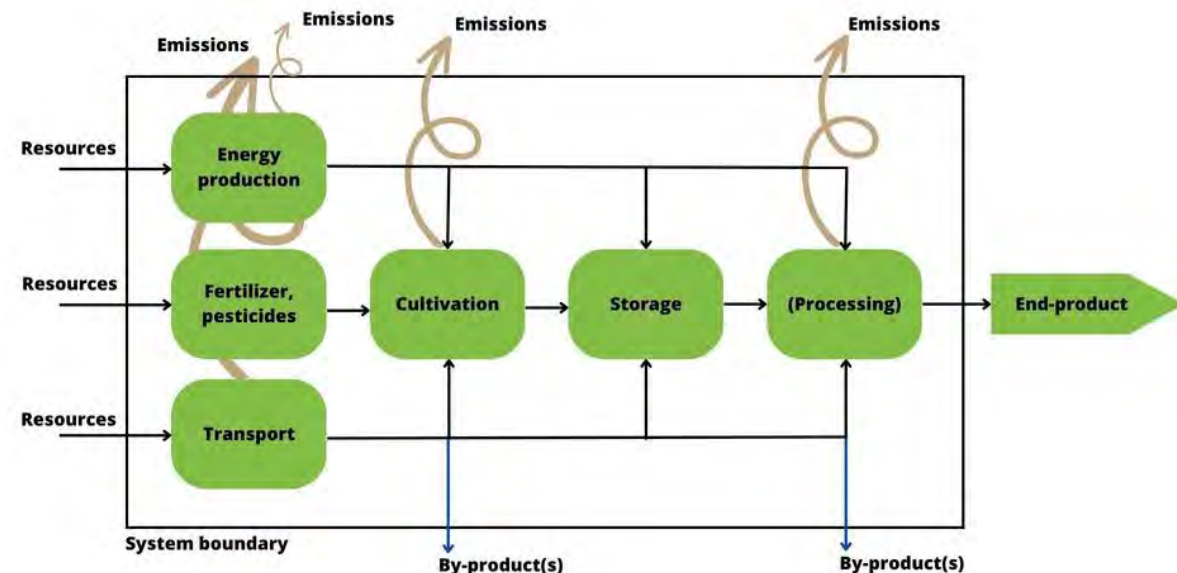 Emissions
Emissions
Emissions
Emissions
Resources
Energy
production
Resources
Fertilizer,
pesticides
Cultivation
Storage
(Processing)
End-product
Resources
Transport
System boundary
By-product(s)
By-product(s)